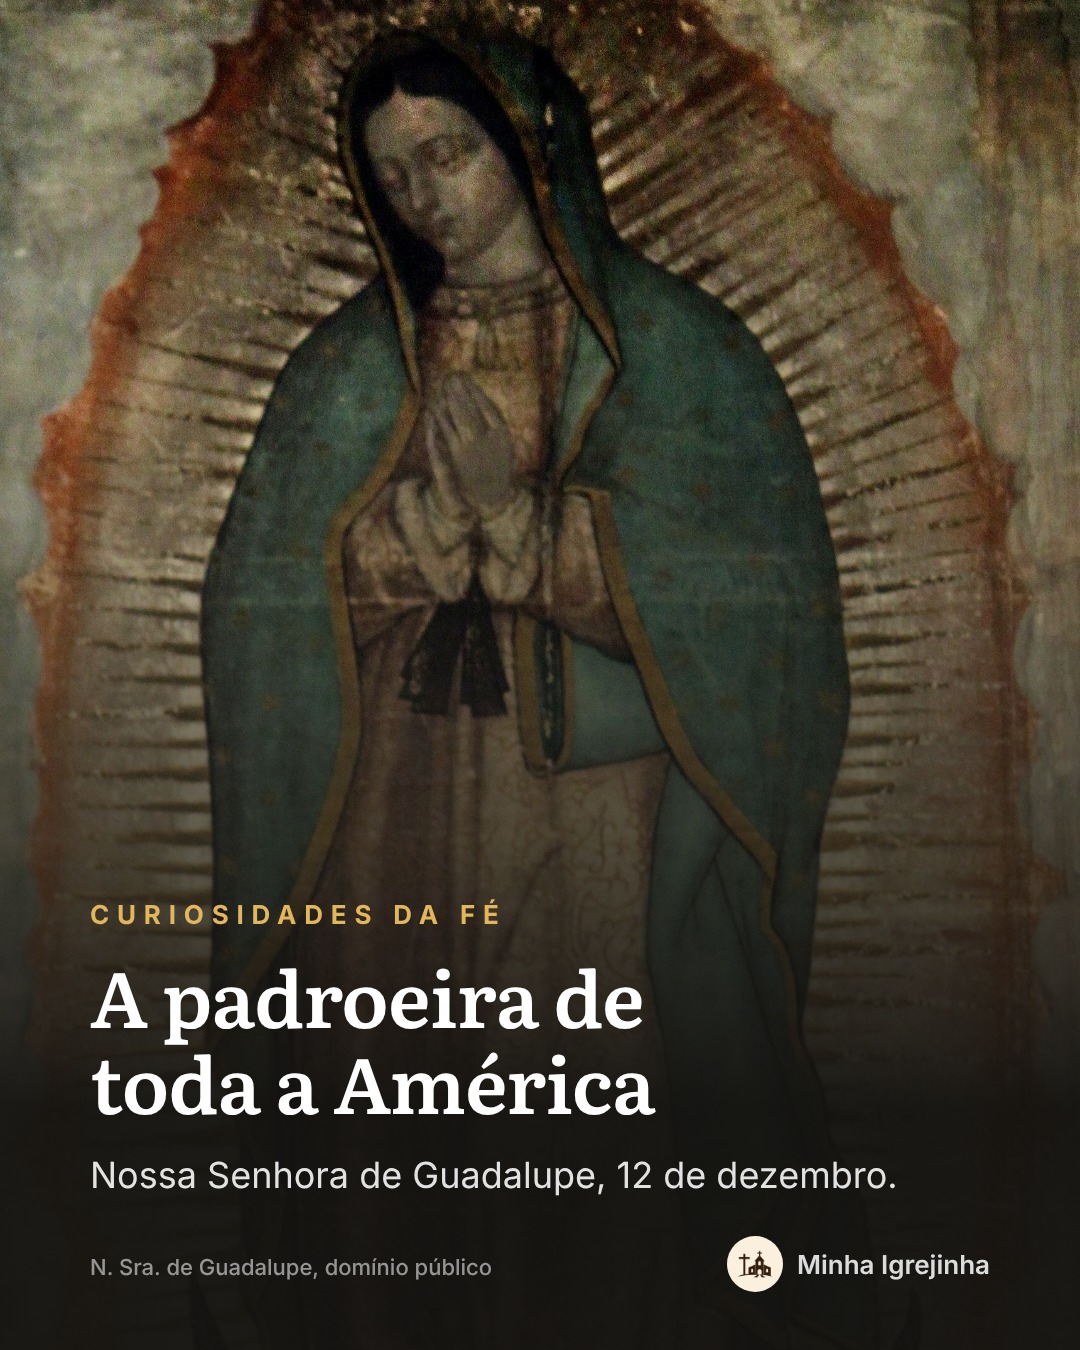 CURIOSIDADES DA FÉ
A padroeira de
toda a América
Nossa Senhora de Guadalupe, 12 de dezembro.
N. Sra. de Guadalupe, domínio público
Minha Igrejinha